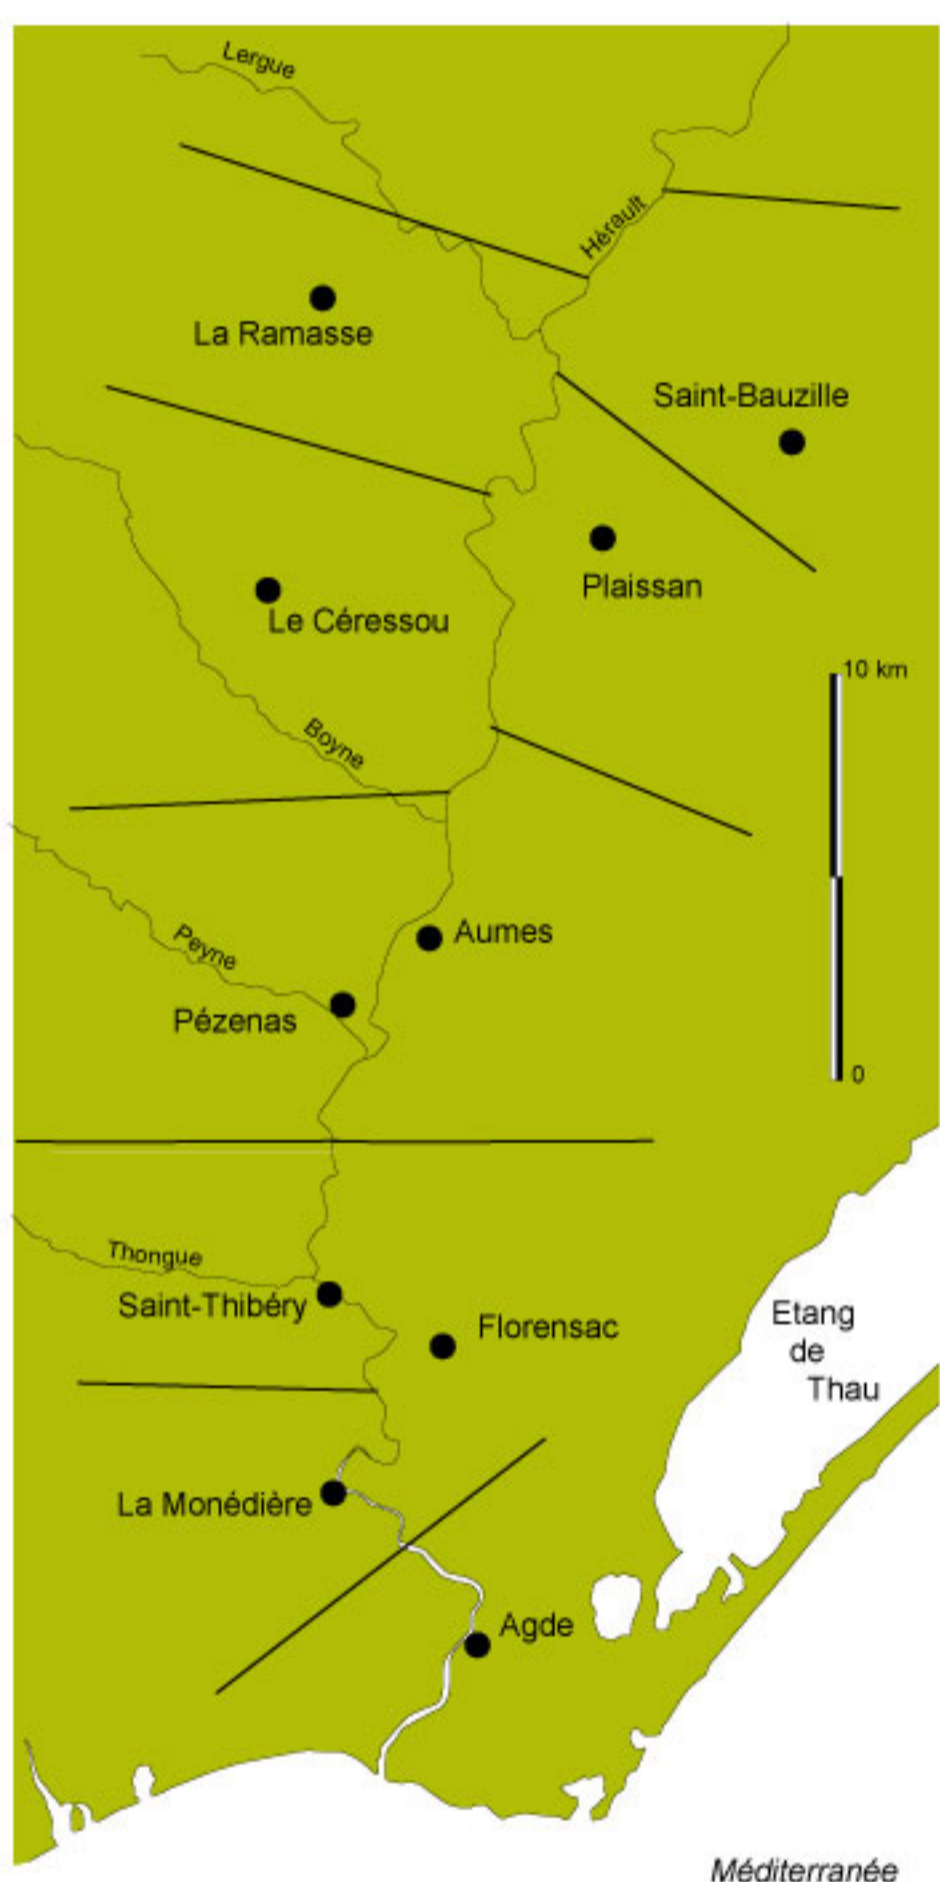 Lergue
Hérault
La Ramasse
Saint-Bauzille
Plaissan
Le Céressou
10 km
Boyne
Aumes
Peyne
Pézenas
0
Thongue
Saint-Thibéry
Florensac
Etang
de
Thau
La Monédière
Agde
Méditerranée